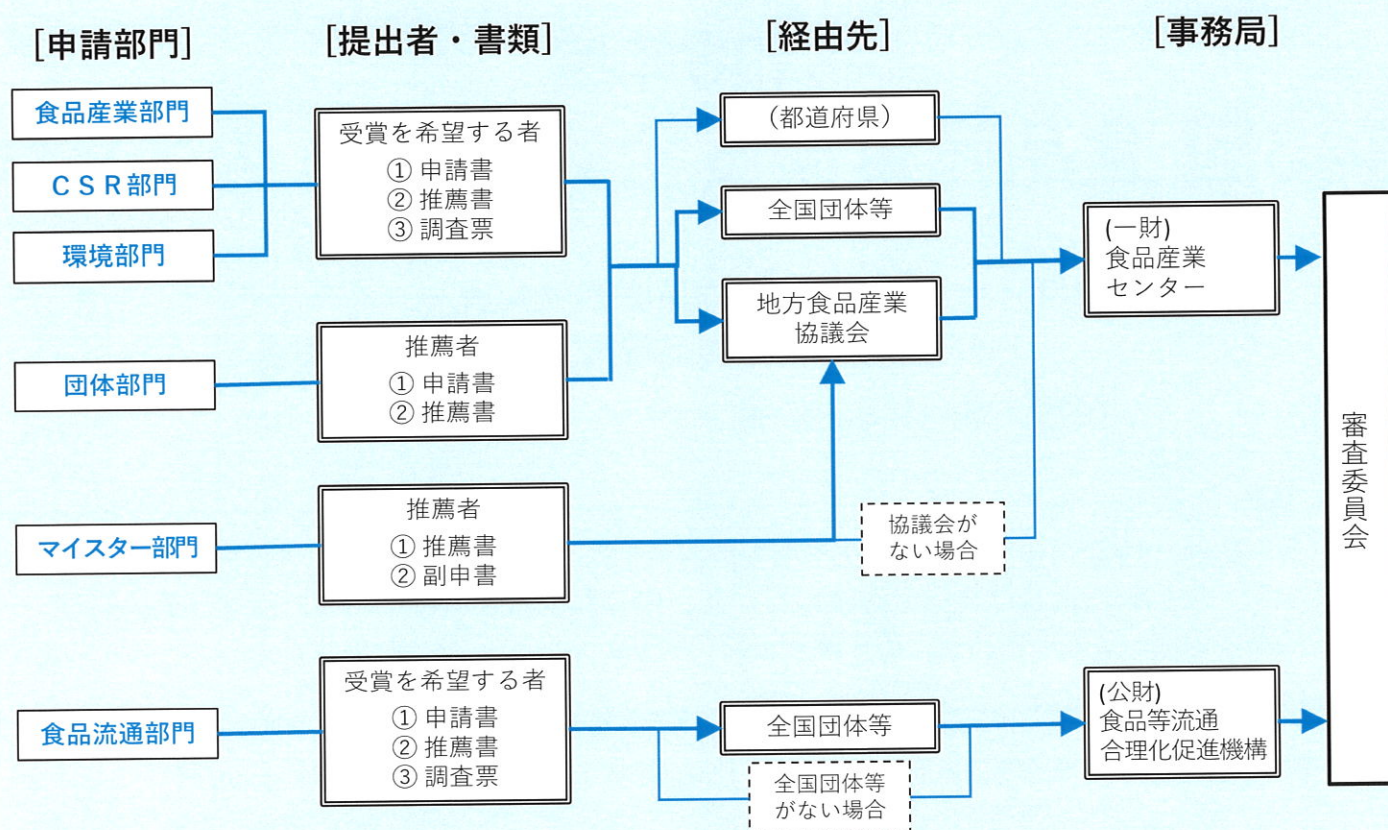 [申請部門]
[提出者・書類]
[経由先]
[事務局]
食品産業部門
ＣＳＲ部門
環境部門
受賞を希望する者
① 申請書
② 推薦書
③ 調査票
(都道府県)
全国団体等
地方食品産業
協議会
(一財)
食品産業
センター
団体部門
推薦者
① 申請書
② 推薦書
マイスター部門
推薦者
① 推薦書
② 副申書
協議会が
ない場合
食品流通部門
受賞を希望する者
① 申請書
② 推薦書
③ 調査票
全国団体等
全国団体等
がない場合
(公財)
食品等流通
合理化促進機構
審査委員会